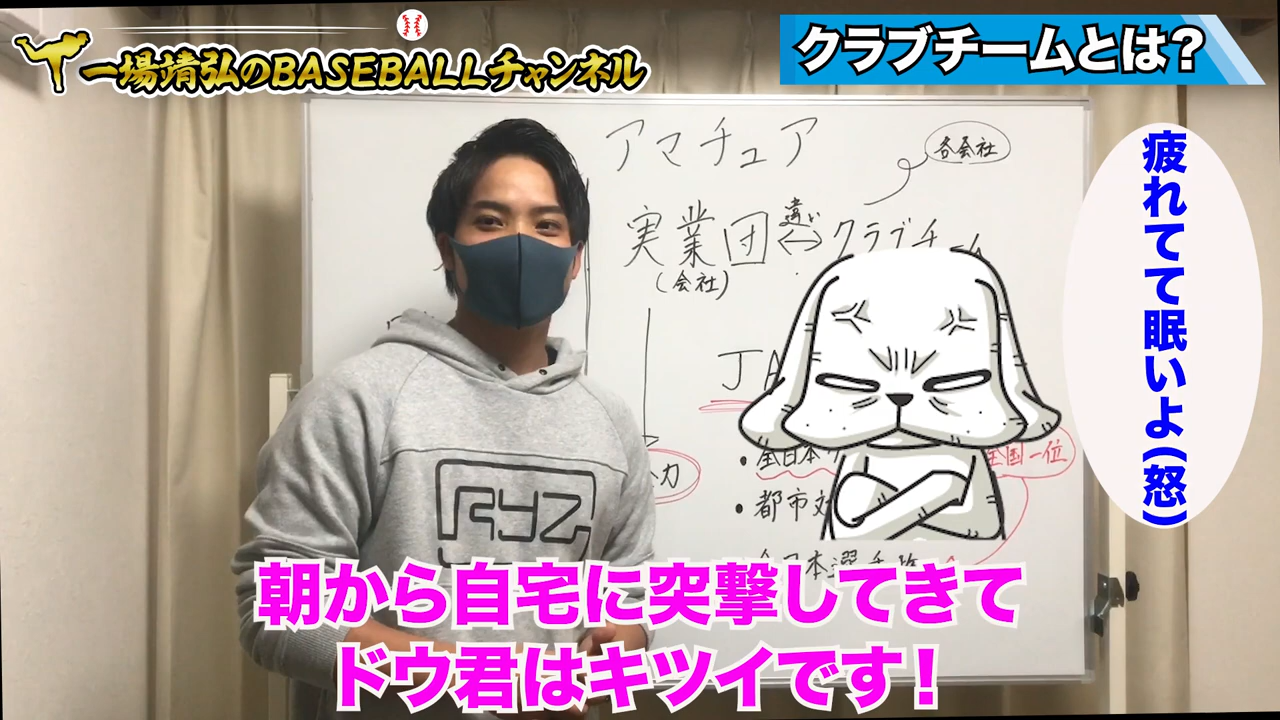 一場靖弘のBASEBALLチャンネル
クラブチームとは?
アマチュア
各会社
疲れてて眠いよ(怒)
違い
実業団
クラブチーム
(会社)
JA
RYZ
・全日本
全国一位
・都市対
朝から自宅に突撃してきて
ドウ君はキツイです!